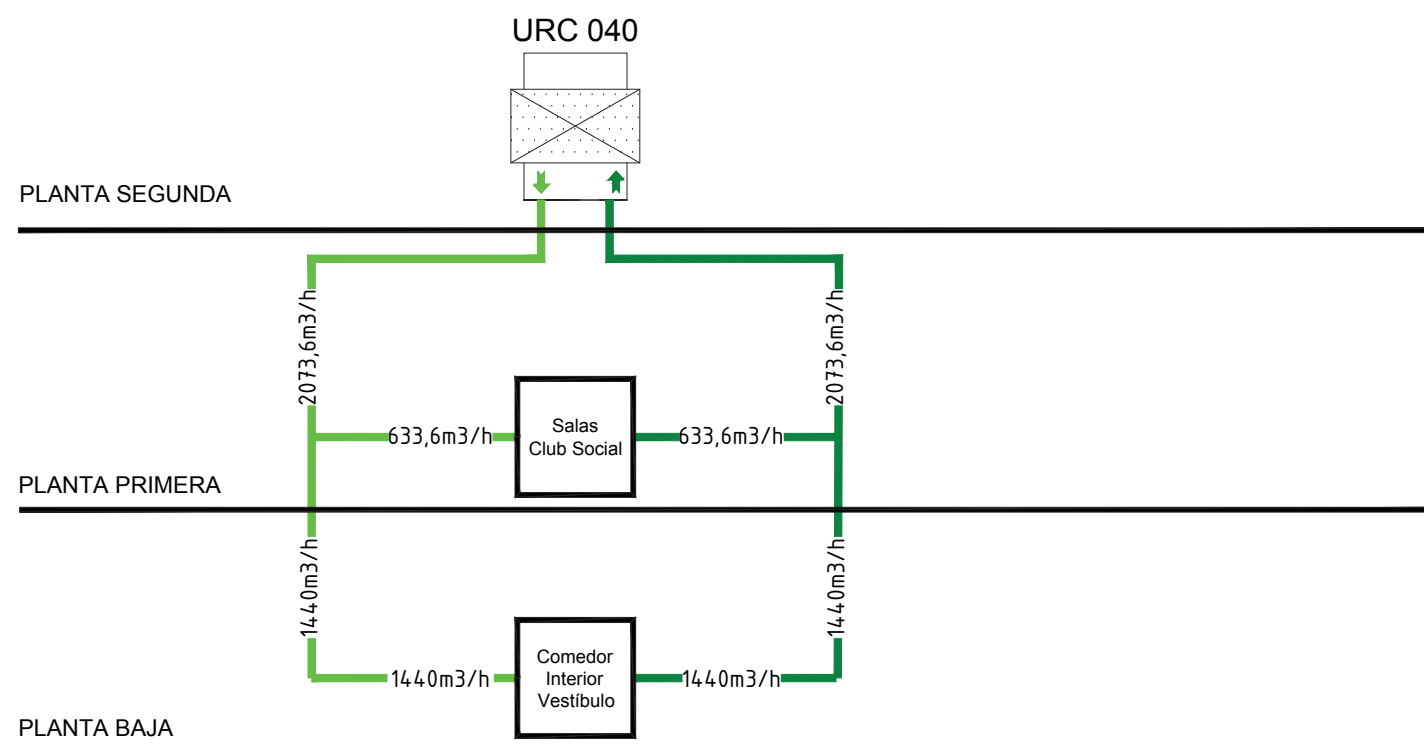 URC 040
PLANTA SEGUNDA
2073,6m3/h
2073,6m3/h
633,6m3/h
Salas
Club Social
633,6m3/h
PLANTA PRIMERA
1440m3/h
1440m3/h
1440m3/h
Comedor
Interior
Vestíbulo
1440m3/h
PLANTA BAJA